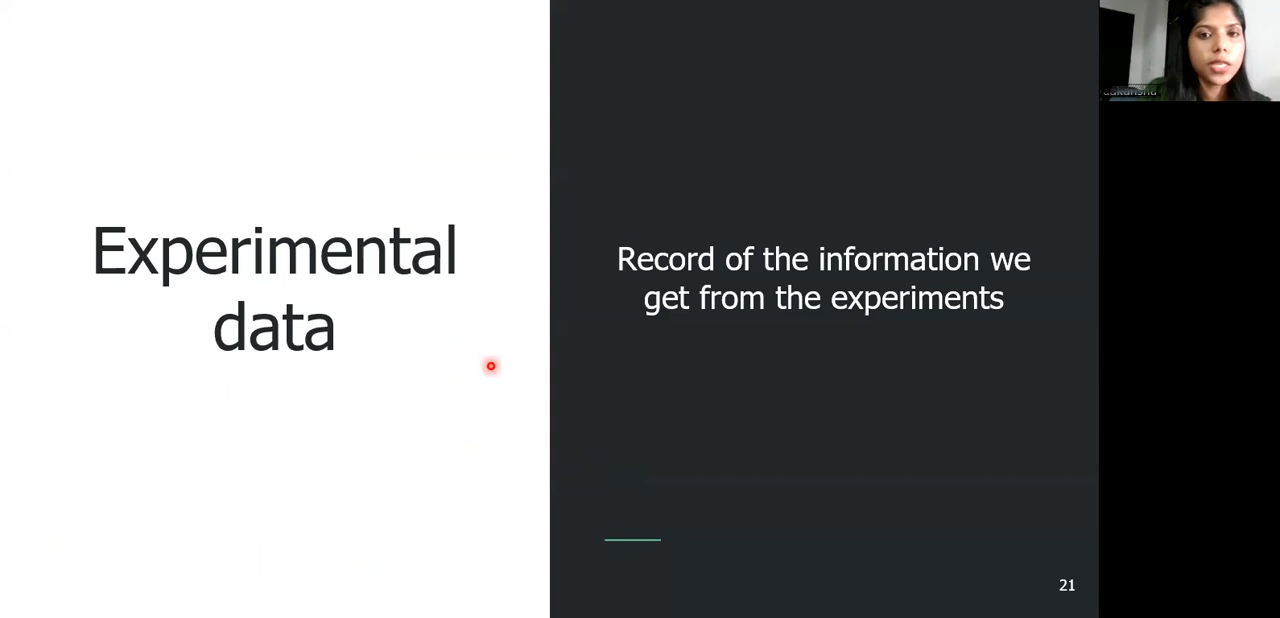 Experimental
data
Record of the information we
get from the experiments
21